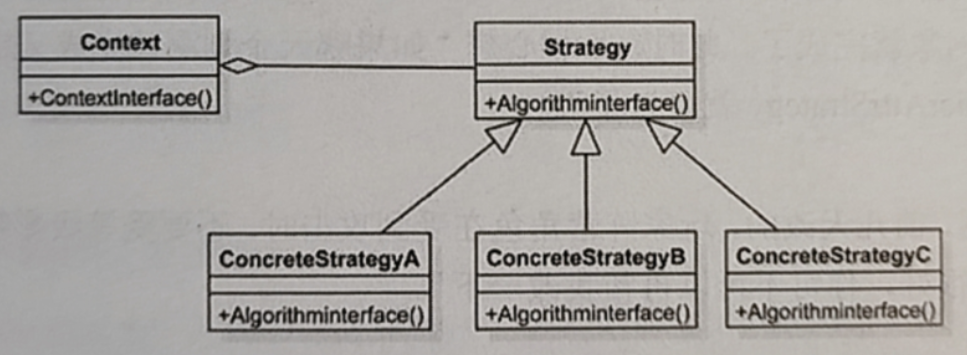 Context
+ContextInterface()
Strategy
+Algorithminterface()
ConcreteStrategyA
+Algorithminterface()
ConcreteStrategyB
+Algorithminterface()
ConcreteStrategyC
+Algorithminterface()